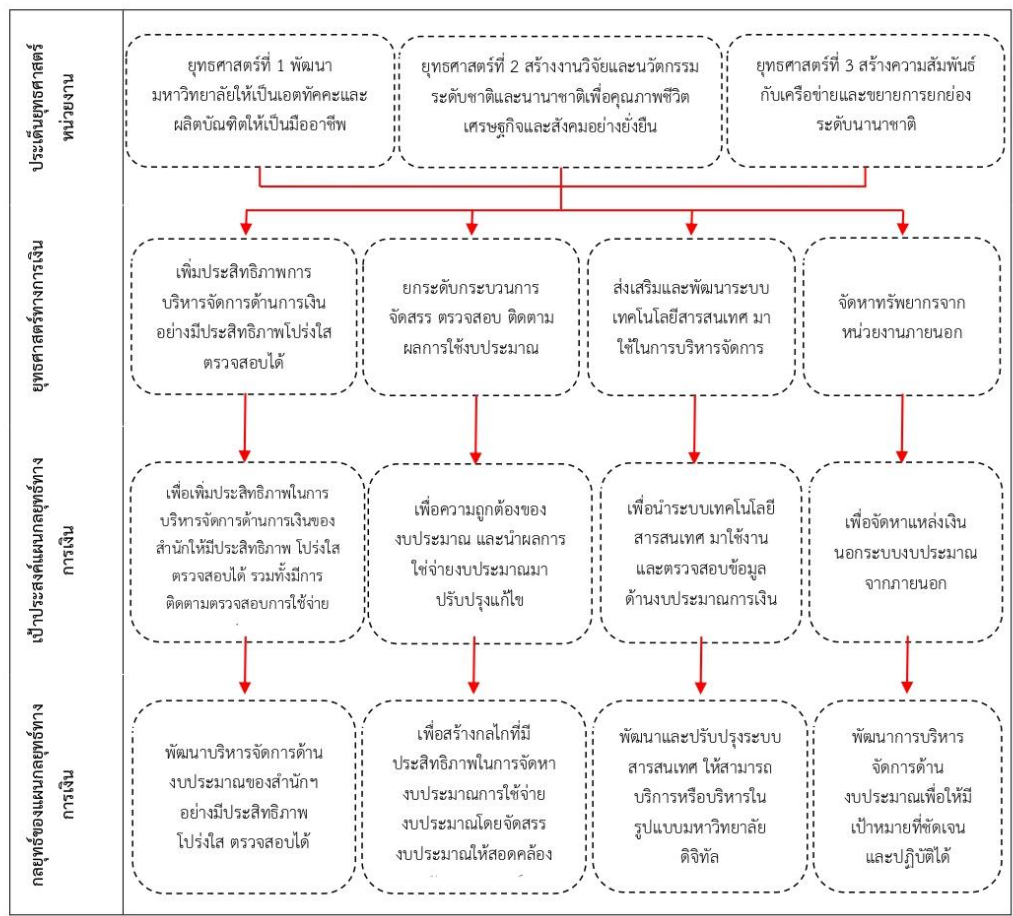 ประเด็นยุทธศาสตร์
หน่วยงาน
ยุทธศาสตร์ที่ 1 พัฒนา
มหาวิทยาลัยให้เป็นเอตทัคคะและ
ผลิตบัณฑิตให้เป็นมืออาชีพ
ยุทธศาสตร์ที่ 2 สร้างงานวิจัยและนวัตกรรม
ระดับชาติและนานาชาติเพื่อคุณภาพชีวิต
เศรษฐกิจและสังคมอย่างยั่งยืน
ยุทธศาสตร์ที่ 3 สร้างความสัมพันธ์
กับเครือข่ายและขยายการยกย่อง
ระดับนานาชาติ
ยุทธศาสตร์ทางการเงิน
เพิ่มประสิทธิภาพการ
บริหารจัดการด้านการเงิน
อย่างมีประสิทธิภาพโปร่งใส
ตรวจสอบได้
ยกระดับกระบวนการ
จัดสรร ตรวจสอบ ติดตาม
ผลการใช้งบประมาณ
ส่งเสริมและพัฒนาระบบ
เทคโนโลยีสารสนเทศ มา
ใช้ในการบริหารจัดการ
จัดหาทรัพยากรจาก
หน่วยงานภายนอก
เป้าประสงค์แผนกลยุทธ์ทาง
การเงิน
เพื่อเพิ่มประสิทธิภาพในการ
บริหารจัดการด้านการเงินของ
สำนักให้มีประสิทธิภาพ โปร่งใส
ตรวจสอบได้ รวมทั้งมีการ
ติดตามตรวจสอบการใช้จ่าย
เพื่อความถูกต้องของ
งบประมาณ และนำผลการ
ใช่จ่ายงบประมาณมา
ปรับปรุงแก้ไข
เพื่อนำระบบเทคโนโลยี
สารสนเทศ มาใช้งาน
และตรวจสอบข้อมูล
ด้านงบประมาณการเงิน
เพื่อจัดหาแหล่งเงิน
นอกระบบงบประมาณ
จากภายนอก
กลยุทธ์ของแผนกลยุทธ์ทาง
การเงิน
พัฒนาบริหารจัดการด้าน
งบประมาณของสำนักฯ
อย่างมีประสิทธิภาพ
โปร่งใส ตรวจสอบได้
เพื่อสร้างกลไกที่มี
ประสิทธิภาพในการจัดหา
งบประมาณการใช้จ่าย
งบประมาณโดยจัดสรร
งบประมาณให้สอดคล้อง
พัฒนาและปรับปรุงระบบ
สารสนเทศ ให้สามารถ
บริการหรือบริหารใน
รูปแบบมหาวิทยาลัย
ดิจิทัล
พัฒนาการบริหาร
จัดการด้าน
งบประมาณเพื่อให้มี
เป้าหมายที่ชัดเจน
และปฏิบัติได้